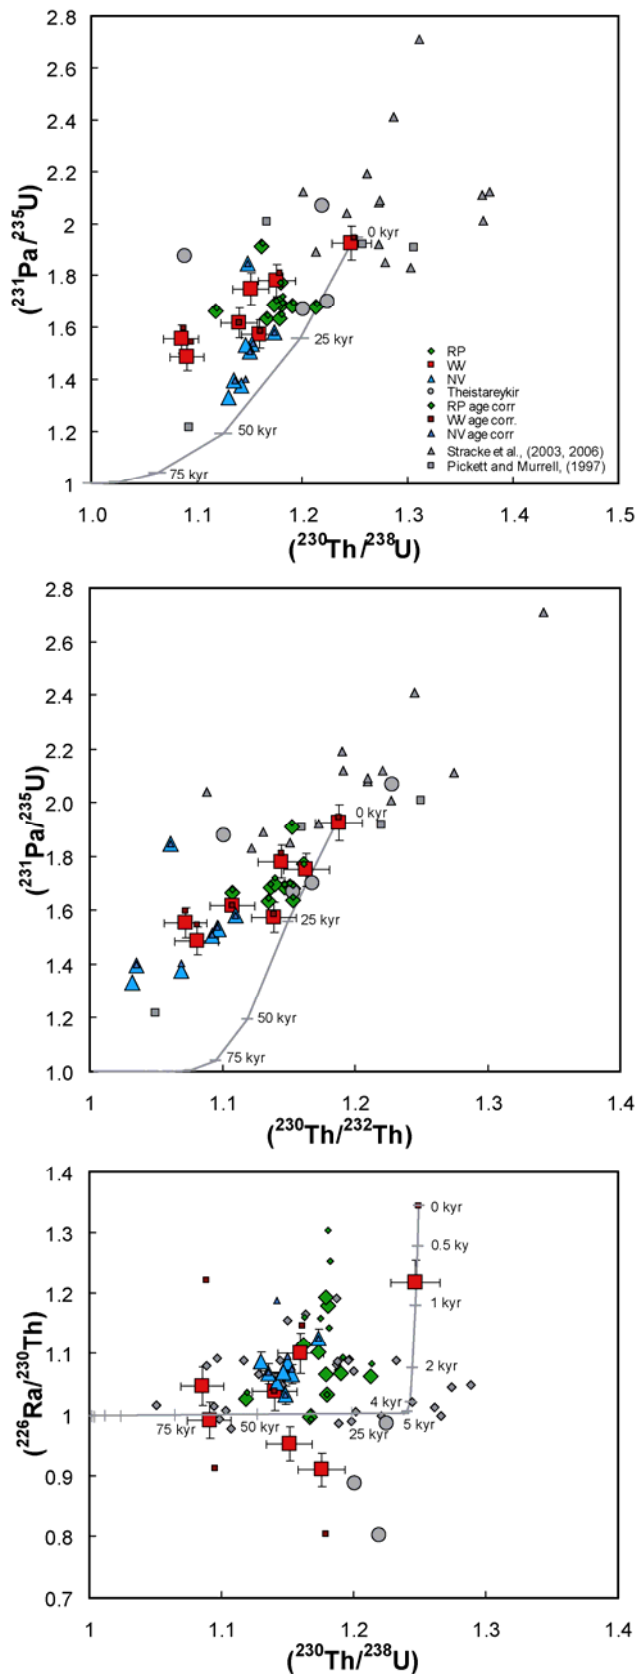 2.8
2.6
2.4
2.2
2
1.8
1.6
1.4
1.2
1
(²³¹Pa/²³⁵U)
0 kyr
25 kyr
50 kyr
75 kyr
RP
VW
NV
Theistareykir
RP age corr
VW age corr.
NV age corr
Stracke et al., (2003, 2006)
Pickett and Murrell, (1997)
1.0 1.1 1.2 1.3 1.4 1.5
(²³⁰Th/²³⁸U)
2.8
2.6
2.4
2.2
2.0
1.8
1.6
1.4
1.2
1.0
(²³¹Pa/²³⁵U)
0 kyr
25 kyr
50 kyr
75 kyr
1 1.1 1.2 1.3 1.4
(²³⁰Th/²³²Th)
1.4
1.3
1.2
1.1
1
0.9
0.8
0.7
(²²⁶Ra/²³⁰Th)
0 kyr
0.5 ky
1 kyr
2 kyr
4 kyr
5 kyr
75 kyr
50 kyr
25 kyr
1 1.1 1.2 1.3 1.4
(²³⁰Th/²³⁸U)